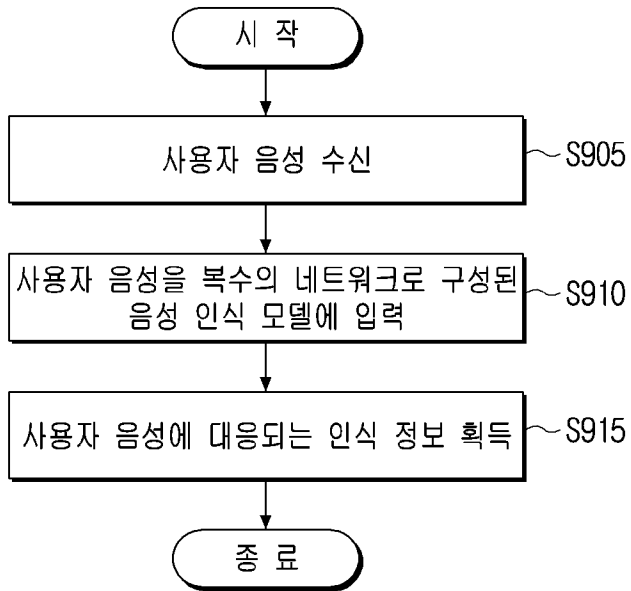 시 작
사용자 음성 수신
S905
사용자 음성을 복수의 네트워크로 구성된
음성 인식 모델에 입력
S910
사용자 음성에 대응되는 인식 정보 획득
S915
종 료